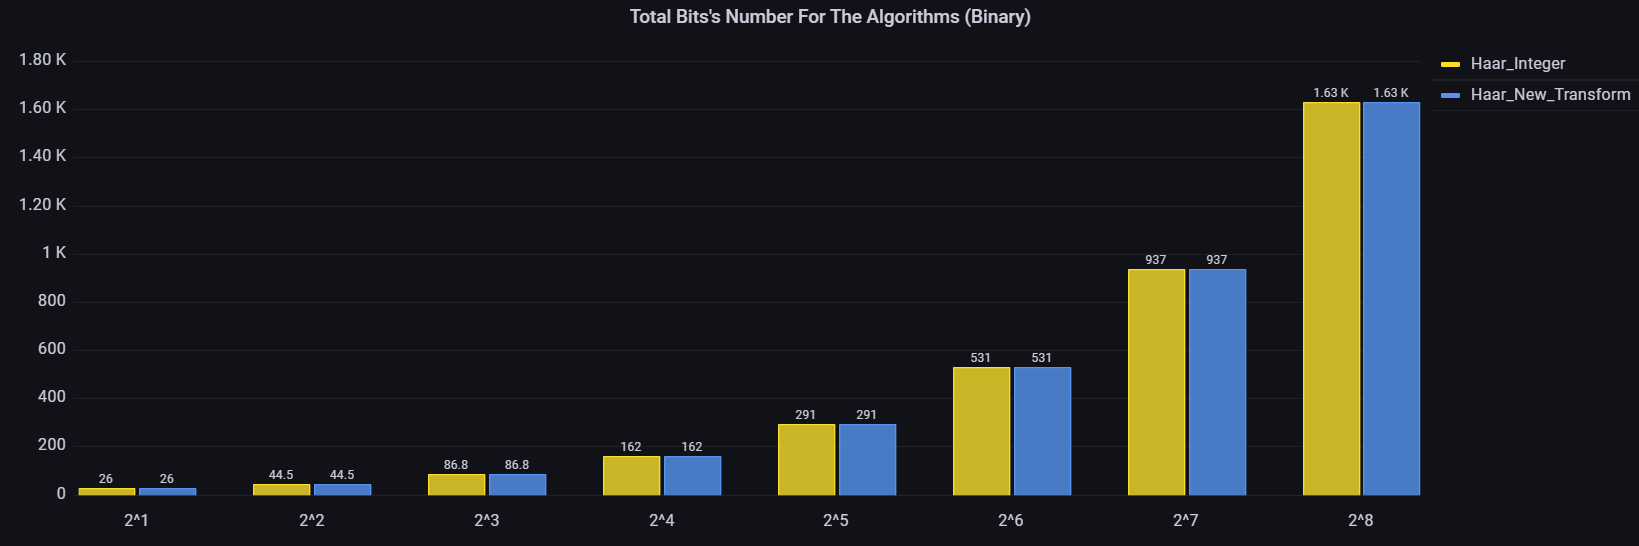 Total Bits's Number For The Algorithms (Binary)
1.80 K
1.60 K
1.40 K
1.20 K
1 K
800
600
400
200
0
26 26
44.5 44.5
86.8 86.8
162 162
291 291
531 531
937 937
1.63 K 1.63 K
2^1 2^2 2^3 2^4 2^5 2^6 2^7 2^8
Haar_Integer
Haar_New_Transform